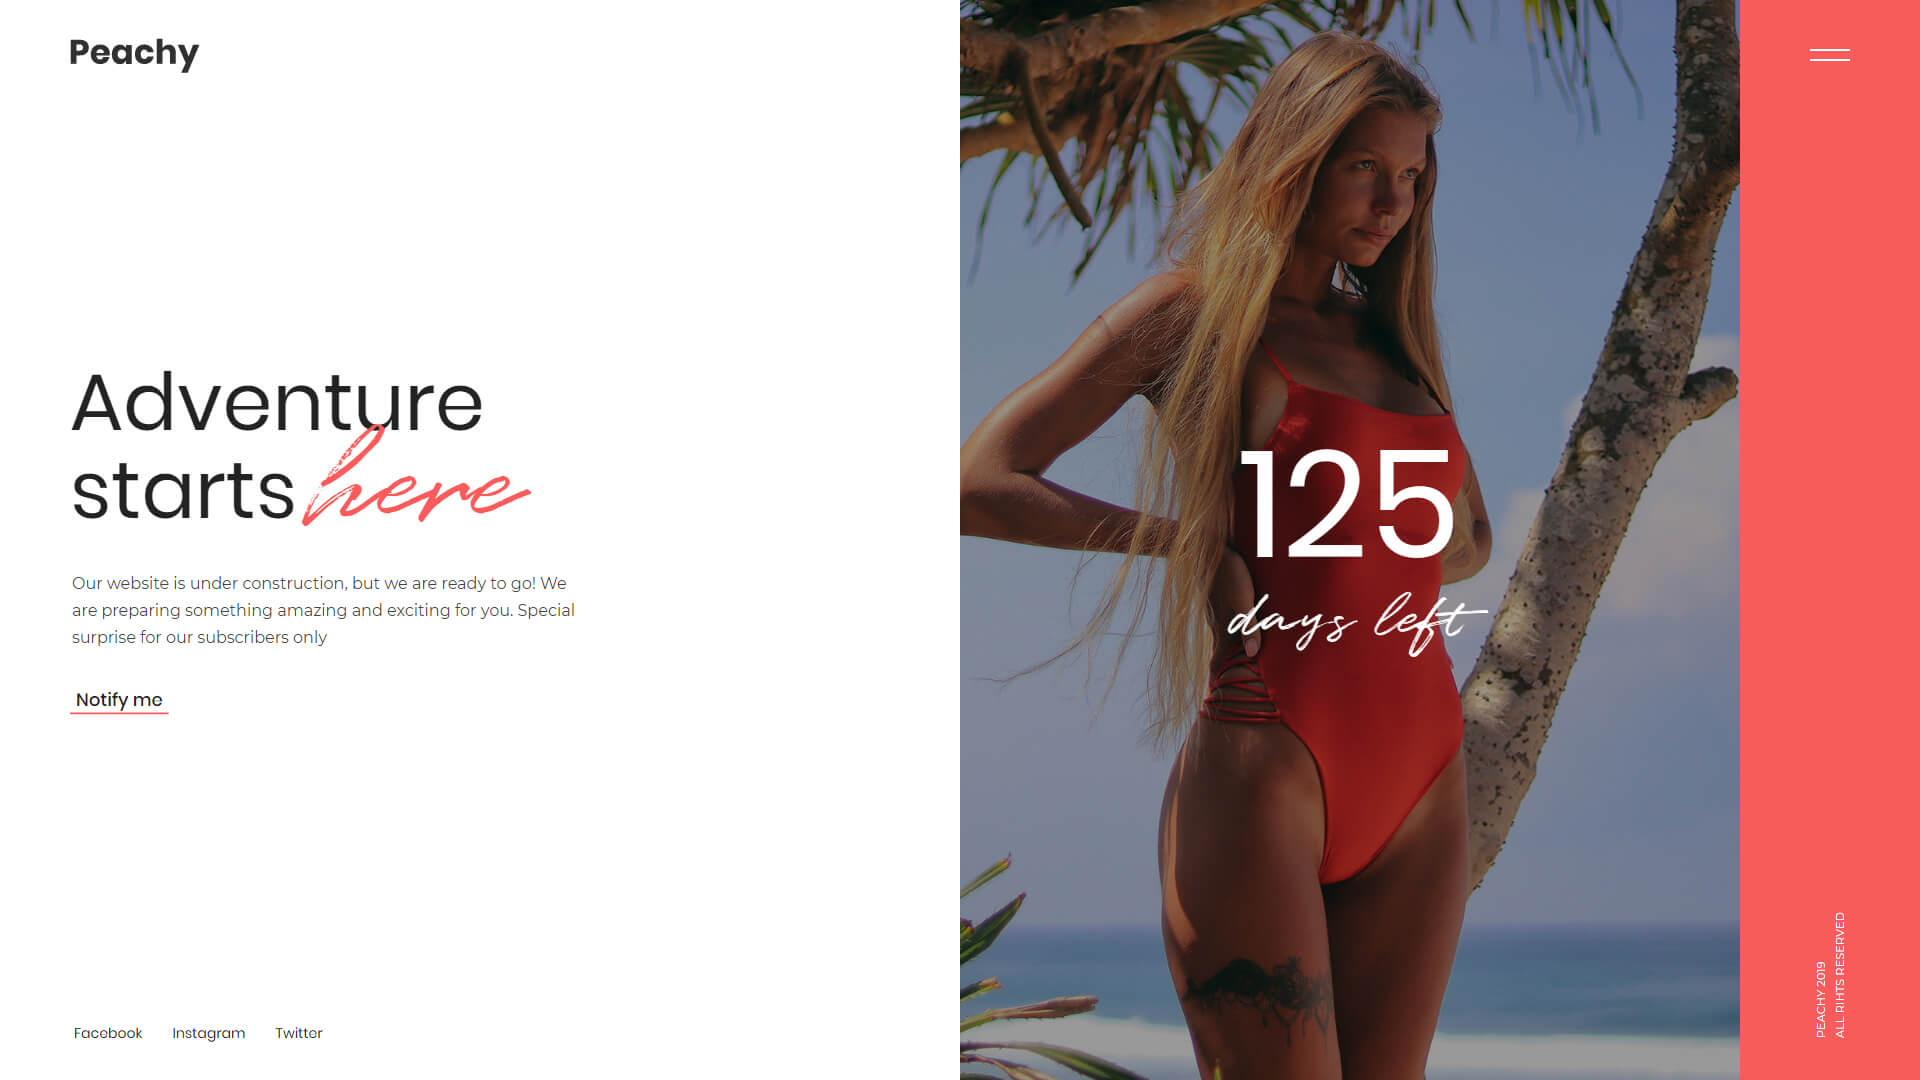 Peachy
Adventure
starts here
Our website is under construction, but we are ready to go! We
are preparing something amazing and exciting for you. Special
surprise for our subscribers only
Notify me
Facebook Instagram Twitter
125
days left
PEACHY 2019
ALL RIHTS RESERVED